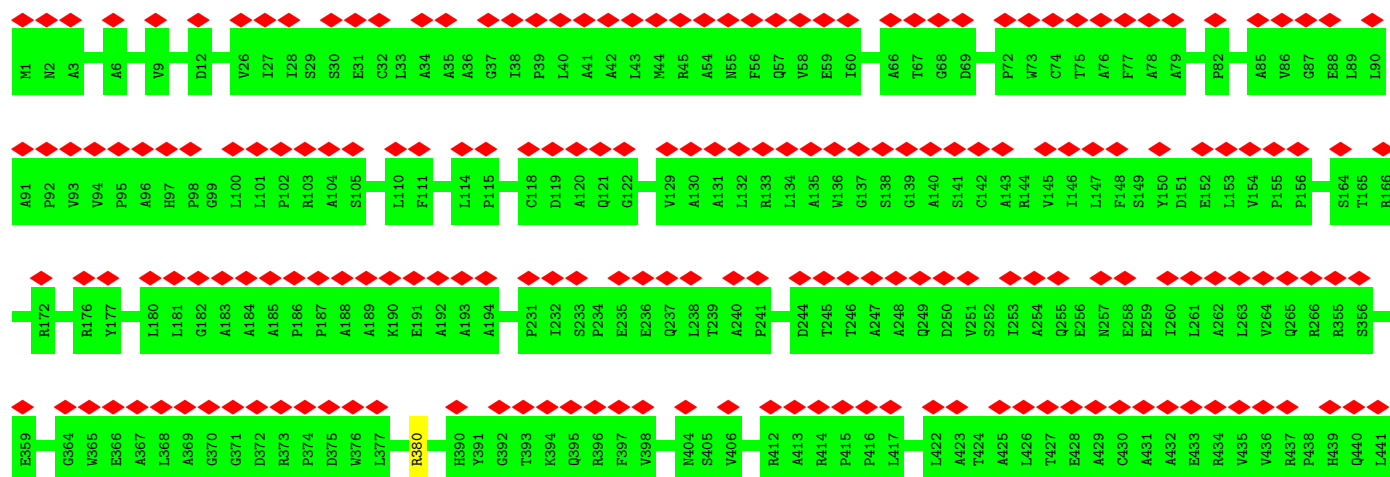 M1 N2 A3 A6 V9 D12 V26 I27 I28 S29 S30 E31 C32 L33 A34 A35 A36 G37 I38 P39 L40 A41 A42 L43 M44 R45 A54 N55 F56 Q57 V58 E59 I60 A66 T67 G68 D69 P72 W73 C74 T75 A76 F77 A78 A79 P82 A85 V86 G87 E88 L89 L90
A91 P92 V93 V94 P95 A96 H97 P98 G99 L100 L101 P102 R103 A104 S105 L110 F111 L114 P115 C118 D119 A120 Q121 G122 V129 A130 A131 L132 R133 L134 A135 W136 G137 S138 G139 A140 S141 C142 A143 R144 V145 I146 L147 F148 S149 Y150 D151 E152 L153 V154 P155 P156 S164 T165 R166
R172 R176 Y177 L180 L181 G182 A183 A184 A185 P186 P187 A188 A189 K190 E191 A192 A193 A194 P231 I232 S233 P234 E235 E236 Q237 L238 T239 A240 P241 D244 T245 T246 A247 A248 Q249 D250 V251 S252 I253 A254 Q255 E256 N257 E258 E259 I260 L261 A262 L263 V264 Q265 R266 R355 S356
E359 G364 W365 E366 A367 L368 A369 G370 G371 D372 R373 P374 D375 W376 L377 R380 H390 Y391 G392 T393 K394 Q395 R396 F397 V398 N404 S405 V406 R412 A413 R414 P415 P416 L417 L422 A423 T424 A425 L426 T427 E428 A429 C430 A431 A432 E433 R434 V435 V436 R437 P438 H439 Q440 L441